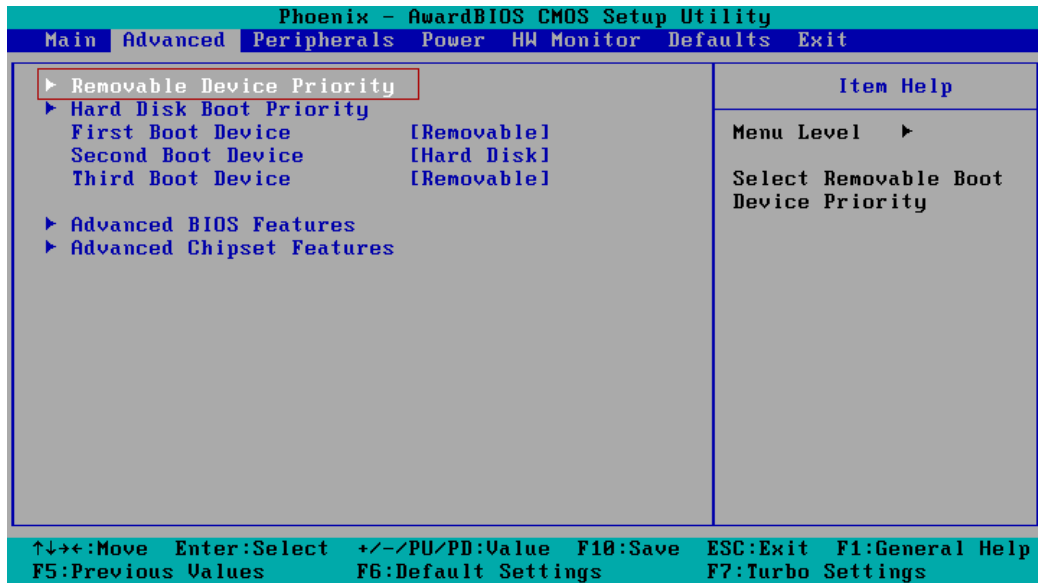 Phoenix - AwardBIOS CMOS Setup Utility
Main Advanced Peripherals Power HW Monitor Defaults Exit
▶ Removable Device Priority
▶ Hard Disk Boot Priority
First Boot Device [Removable]
Second Boot Device [Hard Disk]
Third Boot Device [Removable]
▶ Advanced BIOS Features
▶ Advanced Chipset Features
Item Help
Menu Level ▶
Select Removable Boot
Device Priority
↑↓→←:Move Enter:Select +/-/PU/PD:Value F10:Save ESC:Exit F1:General Help
F5:Previous Values F6:Default Settings F7:Turbo Settings